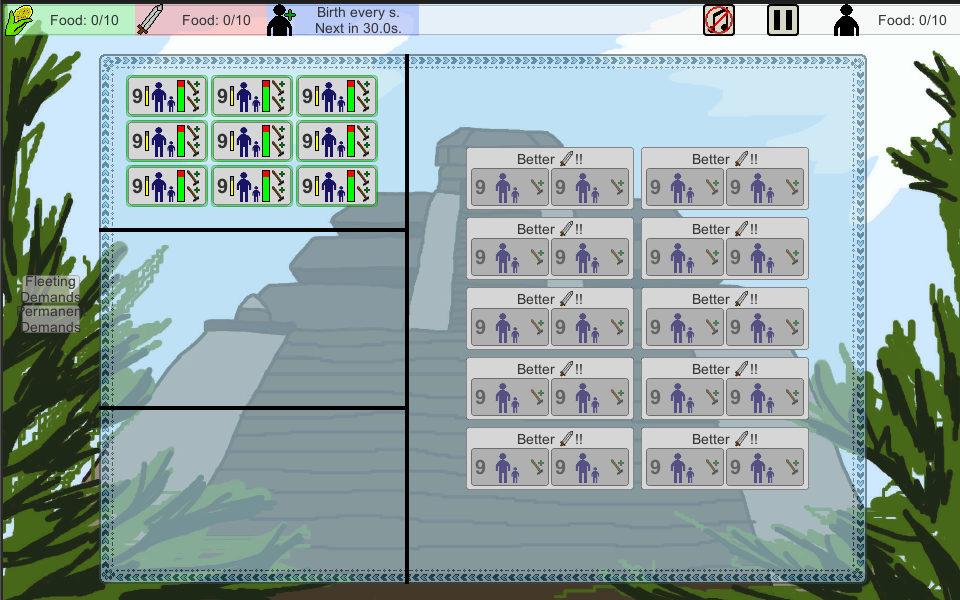 Food: 0/10
Food: 0/10
Birth every s.
Next in 30.0s.
Food: 0/10
9 9 9
9 9 9
9 9 9
Better !!
Better !!
9 9 9 9
Better !!
Better !!
9 9 9 9
Better !!
Better !!
9 9 9 9
Better !!
Better !!
9 9 9 9
Better !!
Better !!
9 9 9 9
Fleeting
Demands
Permanen
Demands